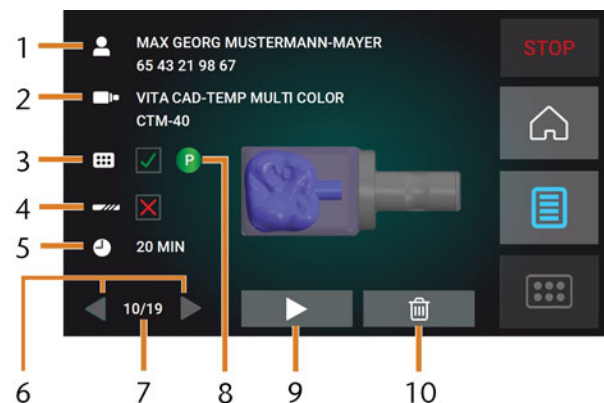 1
MAX GEORG MUSTERMANN-MAYER
65 43 21 98 67
STOP
2
VITA CAD-TEMP MULTI COLOR
CTM-40
3
P
4
5
20 MIN
10/19
6
7
8
9
10